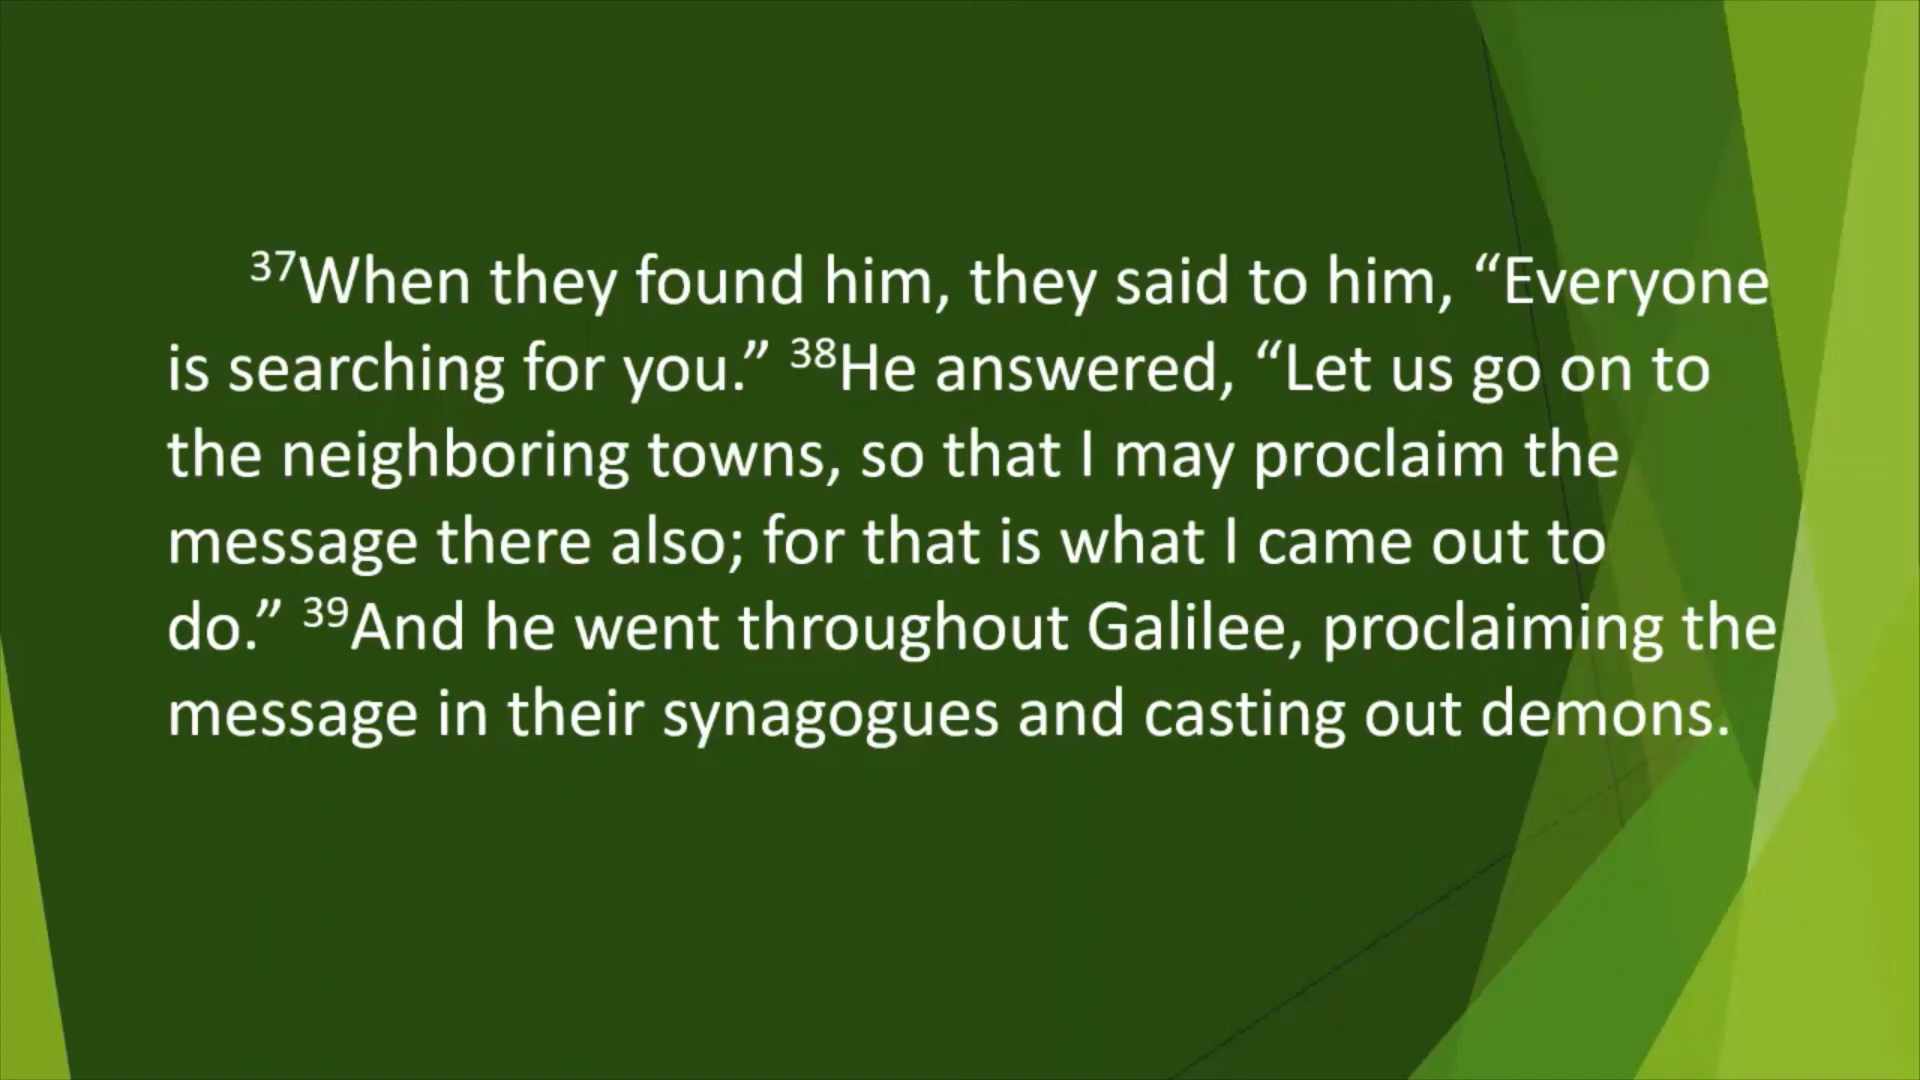 ³⁷When they found him, they said to him, “Everyone
is searching for you.” ³⁸He answered, “Let us go on to
the neighboring towns, so that I may proclaim the
message there also; for that is what I came out to
do.” ³⁹And he went throughout Galilee, proclaiming the
message in their synagogues and casting out demons.